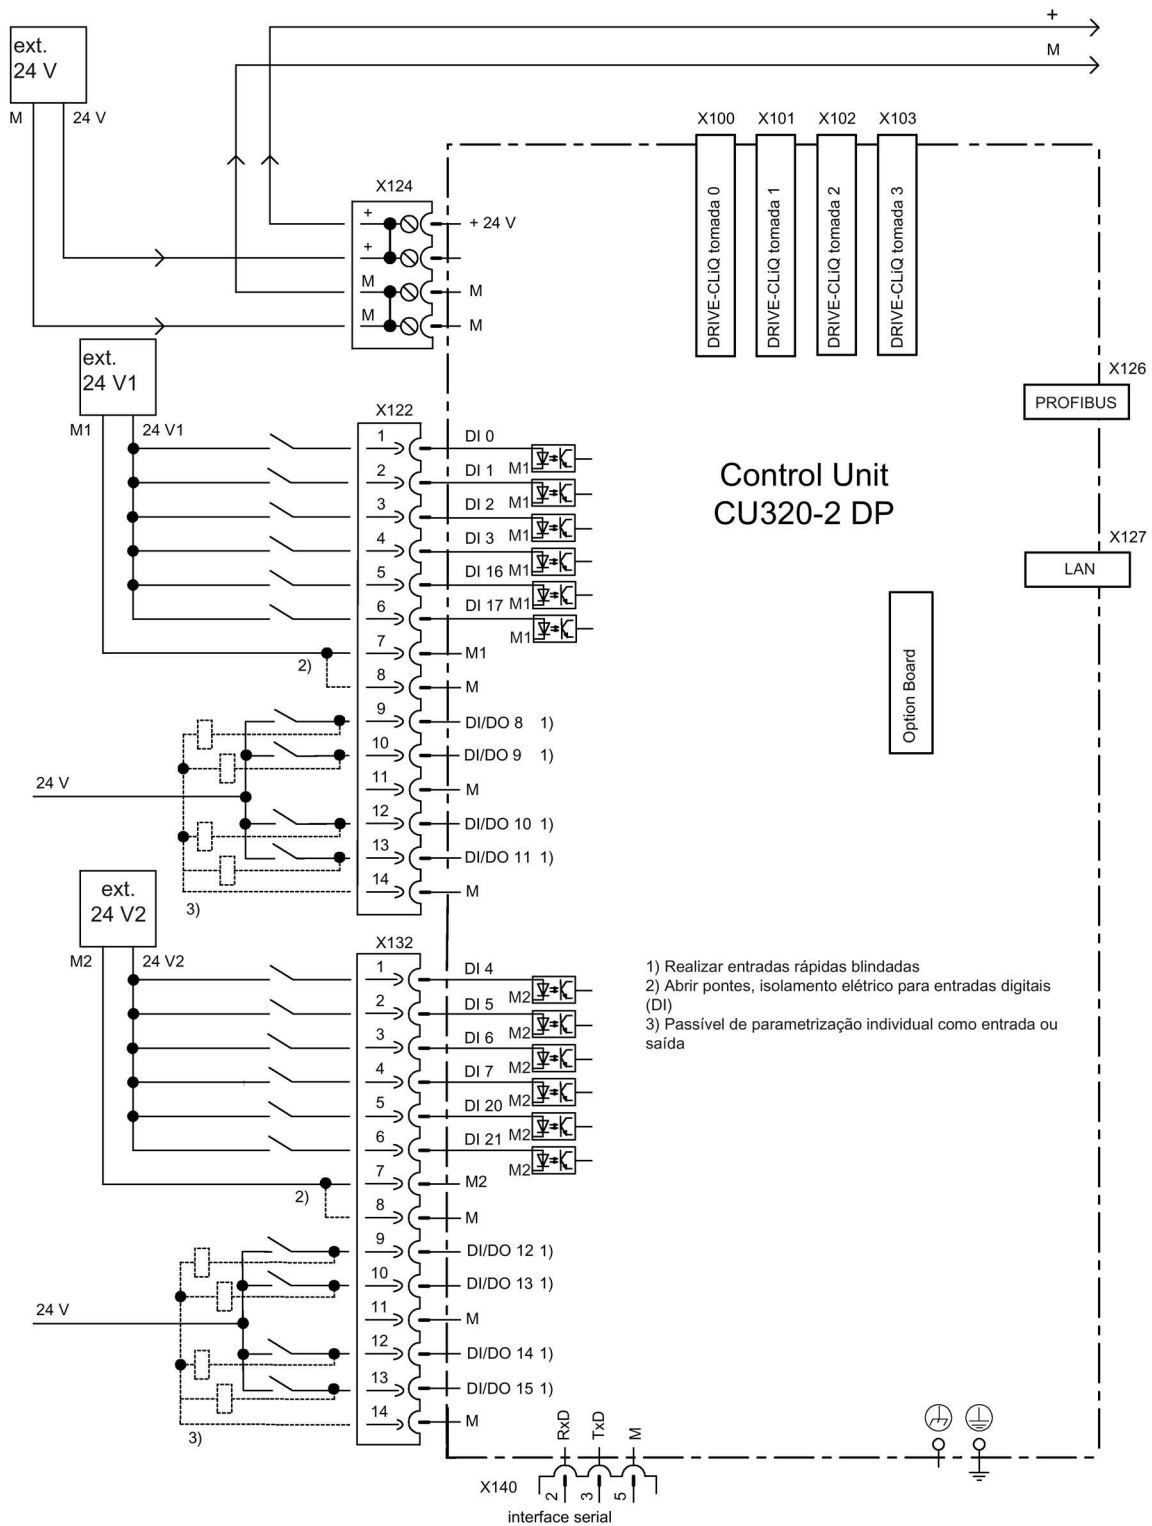 +
M
ext.
24 V
M 24 V
X100 X101 X102 X103
DRIVE-CLiQ tomada 0
DRIVE-CLiQ tomada 1
DRIVE-CLiQ tomada 2
DRIVE-CLiQ tomada 3
X124
+ + 24 V
+
M M
M M
ext.
24 V1
M1 24 V1
X126
PROFIBUS
X122
1 DI 0
M1
2 DI 1
M1
3 DI 2
M1
4 DI 3
M1
5 DI 16
M1
6 DI 17
M1
7 M1
2)
8 M
9 DI/DO 8 1)
10 DI/DO 9 1)
11 M
24 V
12 DI/DO 10 1)
13 DI/DO 11 1)
14 M
3)
Control Unit
CU320-2 DP
X127
LAN
Option Board
ext.
24 V2
M2 24 V2
X132
1 DI 4
M2
2 DI 5
M2
3 DI 6
M2
4 DI 7
M2
5 DI 20
M2
6 DI 21
M2
7 M2
2)
8 M
9 DI/DO 12 1)
10 DI/DO 13 1)
11 M
24 V
12 DI/DO 14 1)
13 DI/DO 15 1)
14 M
3)
1) Realizar entradas rápidas blindadas
2) Abrir pontes, isolamento elétrico para entradas digitais
(DI)
3) Passível de parametrização individual como entrada ou
saída
RxD
TxD
M
X140
2
3
5
interface serial